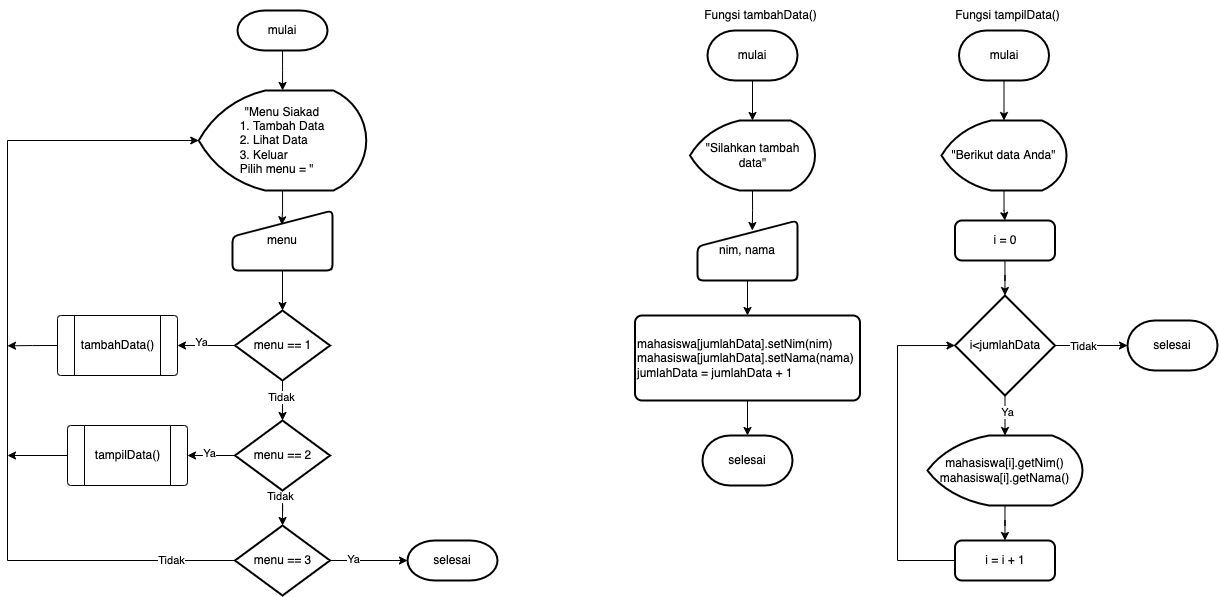 mulai
"Menu Siakad
1. Tambah Data
2. Lihat Data
3. Keluar
Pilih menu = "
menu
menu == 1
Ya
tambahData()
Tidak
menu == 2
Ya
tampilData()
Tidak
menu == 3
Tidak
Ya
selesai
Fungsi tambahData()
mulai
"Silahkan tambah
data"
nim, nama
mahasiswa[jumlahData].setNim(nim)
mahasiswa[jumlahData].setNama(nama)
jumlahData = jumlahData + 1
selesai
Fungsi tampilData()
mulai
"Berikut data Anda"
i = 0
i<jumlahData
Tidak
selesai
Ya
mahasiswa[i].getNim()
mahasiswa[i].getNama()
i = i + 1